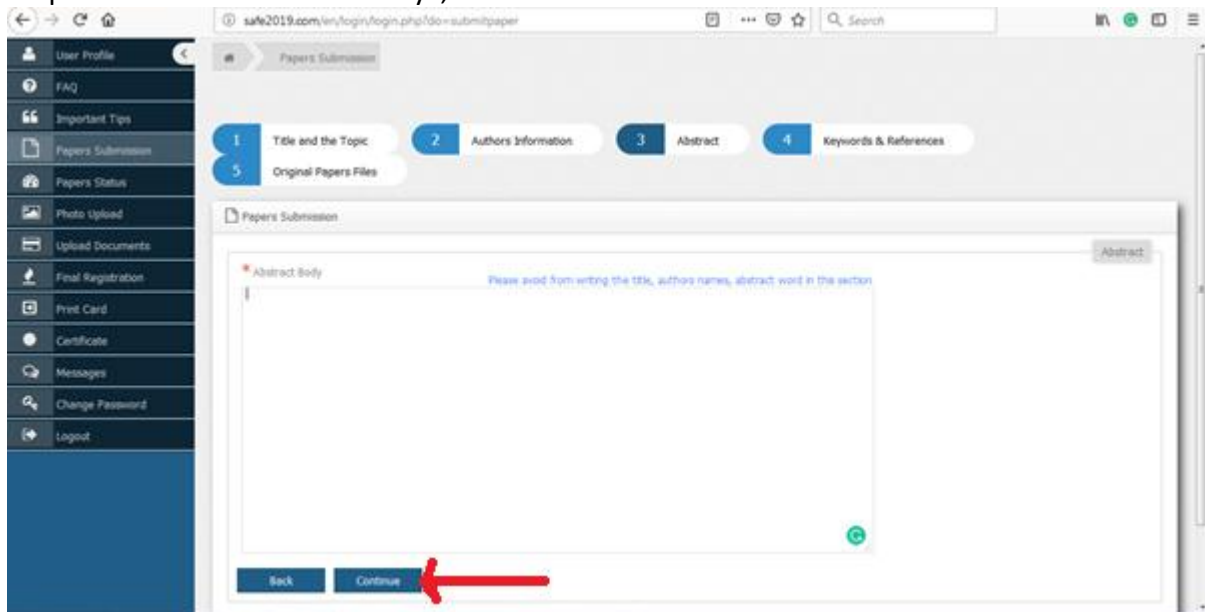 safe2019.com/en/login/login.php?do=submitpaper
Search
User Profile
Papers Submission
FAQ
Important Tips
Papers Submission
Papers Status
Photo Upload
Upload Documents
Final Registration
Print Card
Certificate
Messages
Change Password
Logout
1 Title and the Topic
2 Authors Information
3 Abstract
4 Keywords & References
5 Original Papers Files
Papers Submission
Abstract
* Abstract Body
Please avoid from writing the title, authors names, abstract word in the section
Back
Continue